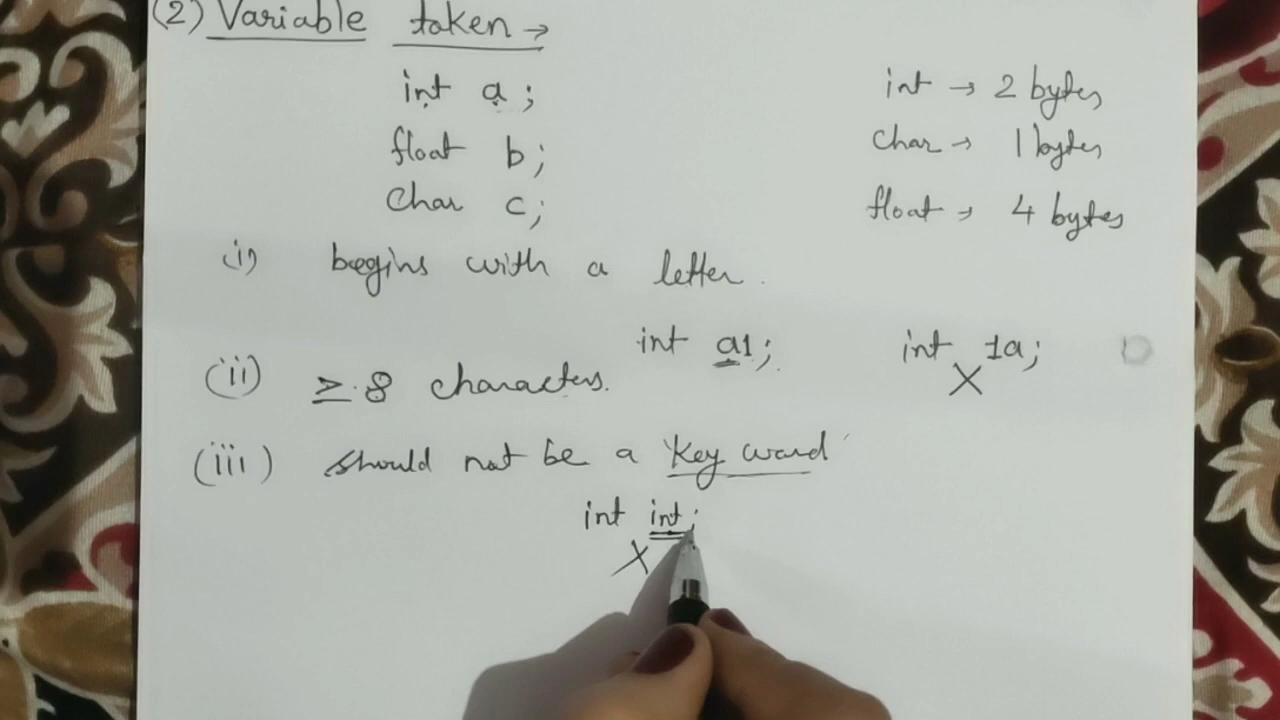 (2) Variable taken →
int a; int → 2 bytes
float b; char → 1 bytes
char c; float → 4 bytes
(i) begins with a letter.
int a1; int 1a; X
(ii) ≥ 8 characters.
(iii) should not be a 'key word'
int int;
X